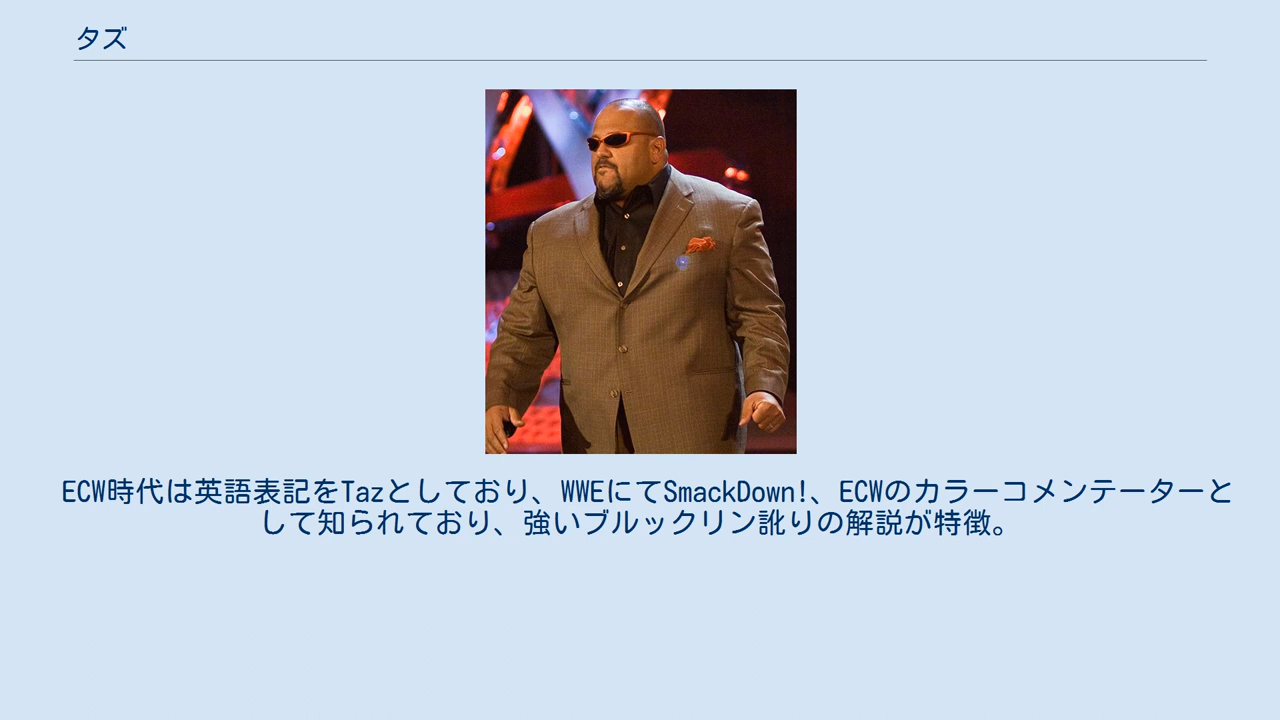 タズ
ECW時代は英語表記をTazとしており、WWEにてSmackDown!、ECWのカラーコメンテーターと
して知られており、強いブルックリン訛りの解説が特徴。